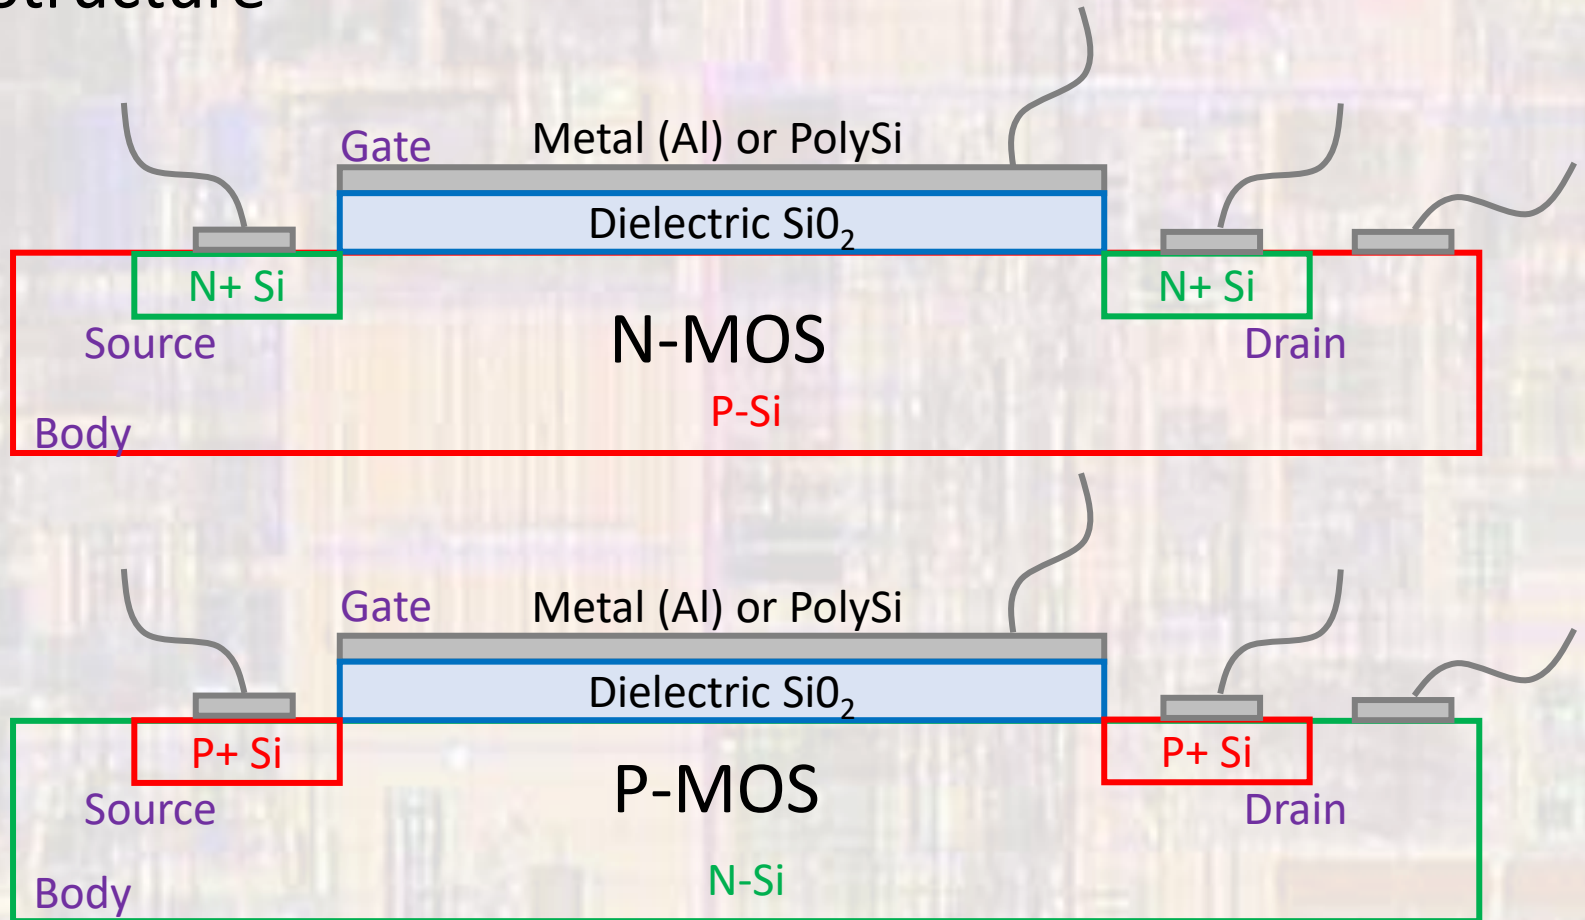 Structure
Gate Metal (Al) or PolySi
Dielectric Si0₂
N+ Si N+ Si
Source N-MOS Drain
P-Si
Body
Gate Metal (Al) or PolySi
Dielectric Si0₂
P+ Si P+ Si
Source P-MOS Drain
N-Si
Body